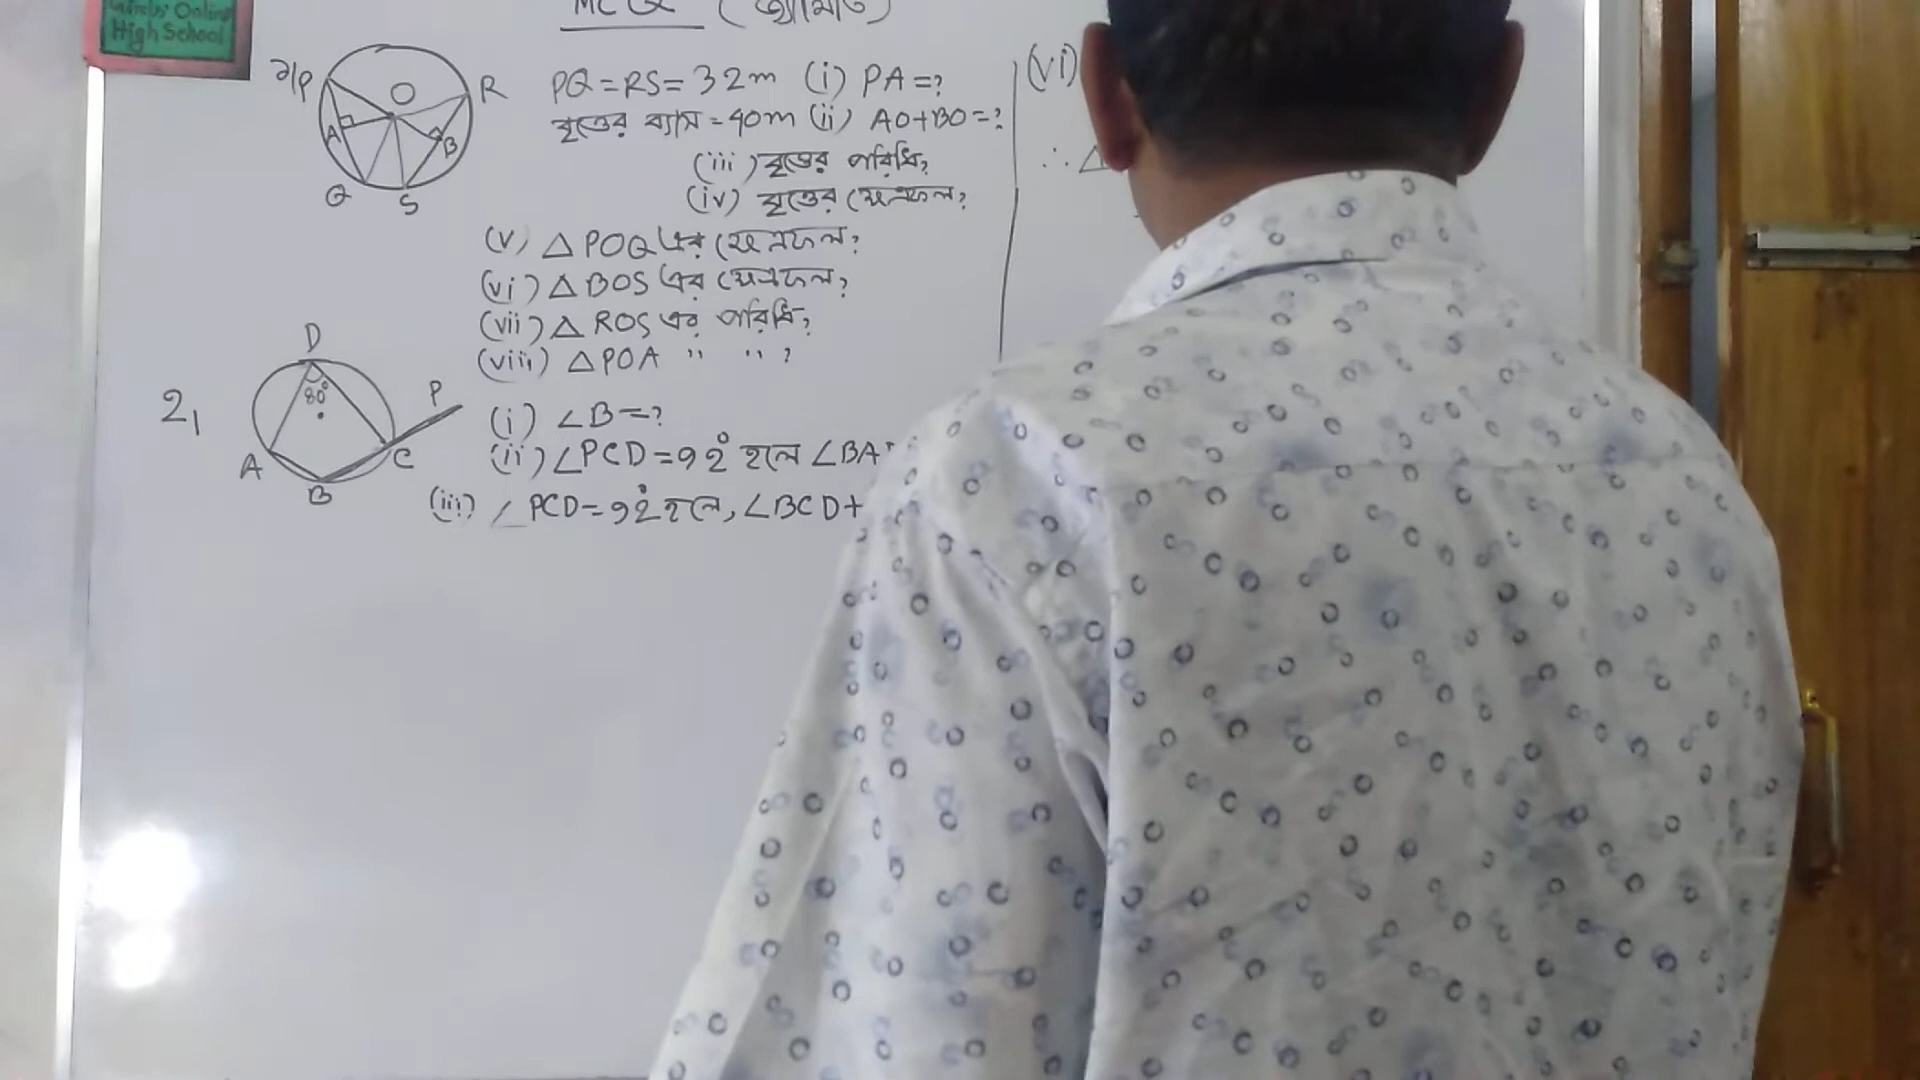 Online
High School
MCQ (জ্যামিতি)
১।
P
O
R
A
B
Q
S
PQ = RS = 32m (i) PA = ?
বৃত্তের ব্যাস = 40m (ii) AO+BO = ?
(iii) বৃত্তের পরিধি?
(iv) বৃত্তের ক্ষেত্রফল?
(v) △ POQ এর ক্ষেত্রফল?
(vi) △ BOS এর ক্ষেত্রফল?
(vii) △ ROS এর পরিধি?
(viii) △ POA " " ?
2।
D
80°
P
A
B
C
(i) ∠B = ?
(ii) ∠PCD = 92° হলে ∠BA
(iii) ∠PCD = 92° হলে, ∠BCD +
(vi)
∴ △